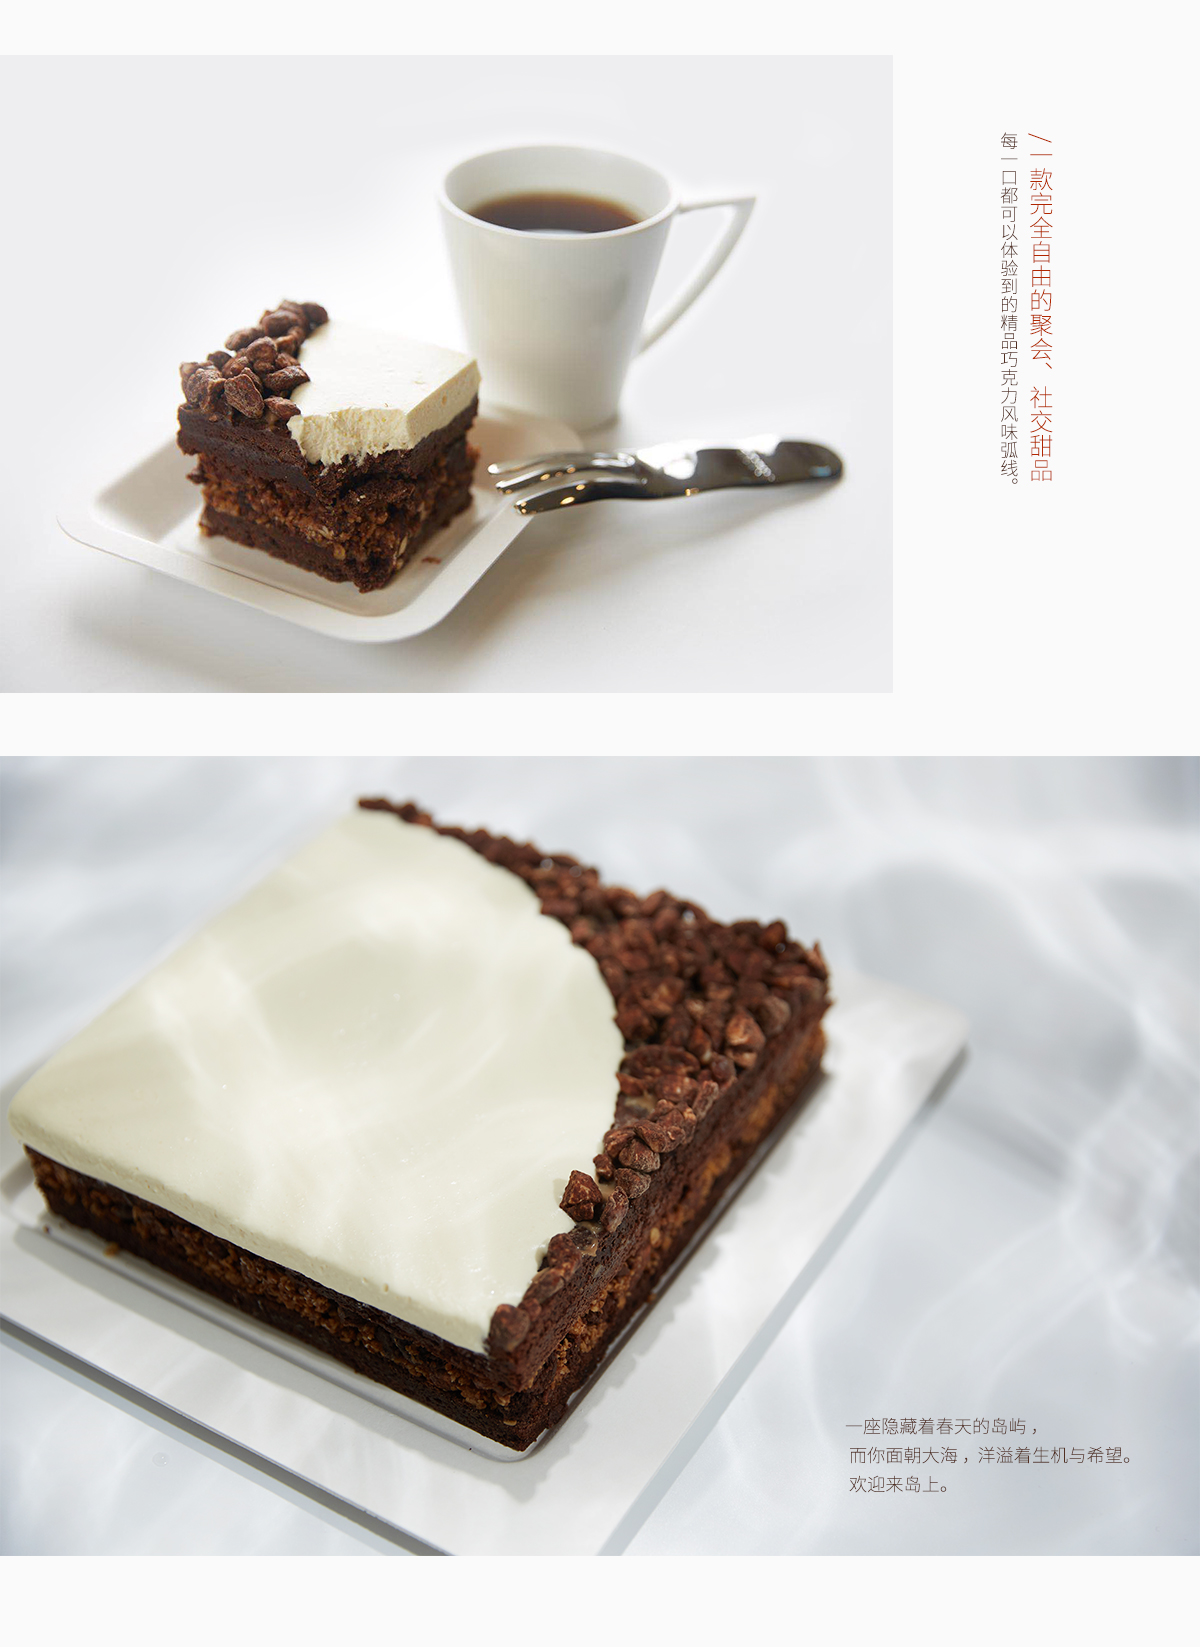 /一款完全自由的聚会、社交甜品
每一口都可以体验到的精品巧克力风味弧线。
一座隐藏着春天的岛屿，
而你面朝大海，洋溢着生机与希望。
欢迎来岛上。